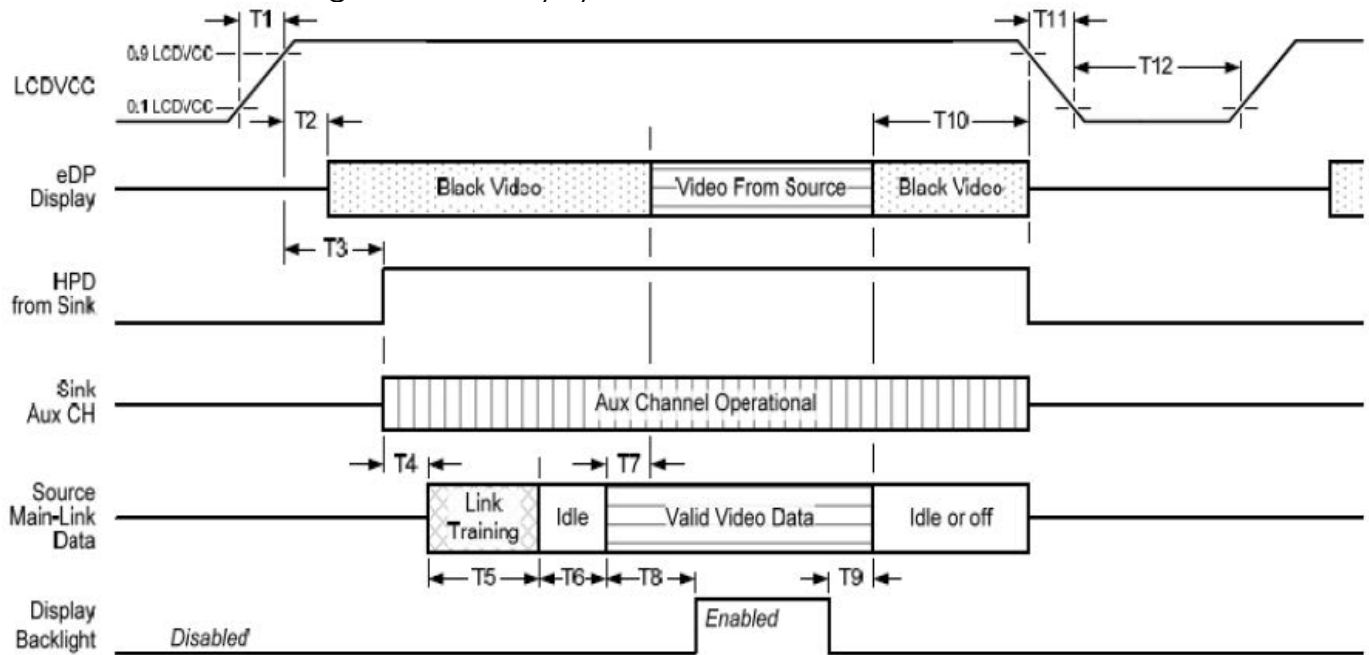 T1
T11
0.9 LCDVCC
T12
LCDVCC
0.1 LCDVCC
T2
T10
eDP
Display
Black Video
Video From Source
Black Video
T3
HPD
from Sink
Sink
Aux CH
Aux Channel Operational
T4
T7
Source
Main-Link
Data
Link
Training
Idle
Valid Video Data
Idle or off
T5
T6
T8
T9
Display
Backlight
Disabled
Enabled